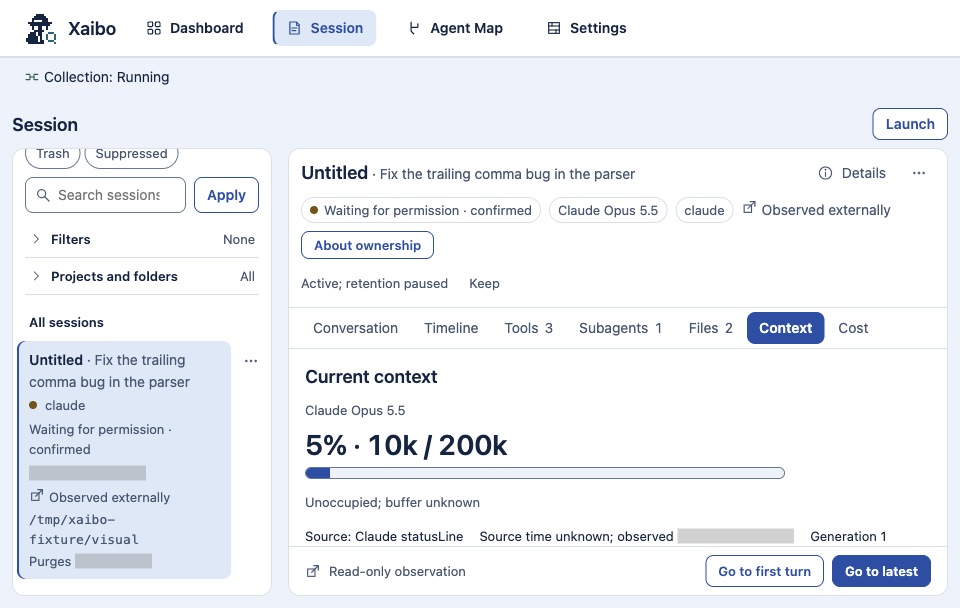 Xaibo
Dashboard
Session
Agent Map
Settings
Collection: Running
Session
Launch
Trash
Suppressed
Search sessions
Apply
Filters
None
Projects and folders
All
All sessions
Untitled · Fix the trailing
comma bug in the parser
claude
Waiting for permission ·
confirmed
Observed externally
/tmp/xaibo-
fixture/visual
Purges
Untitled · Fix the trailing comma bug in the parser
Details
Waiting for permission · confirmed
Claude Opus 5.5
claude
Observed externally
About ownership
Active; retention paused
Keep
Conversation
Timeline
Tools 3
Subagents 1
Files 2
Context
Cost
Current context
Claude Opus 5.5
5% · 10k / 200k
Unoccupied; buffer unknown
Source: Claude statusLine
Source time unknown; observed
Generation 1
Read-only observation
Go to first turn
Go to latest